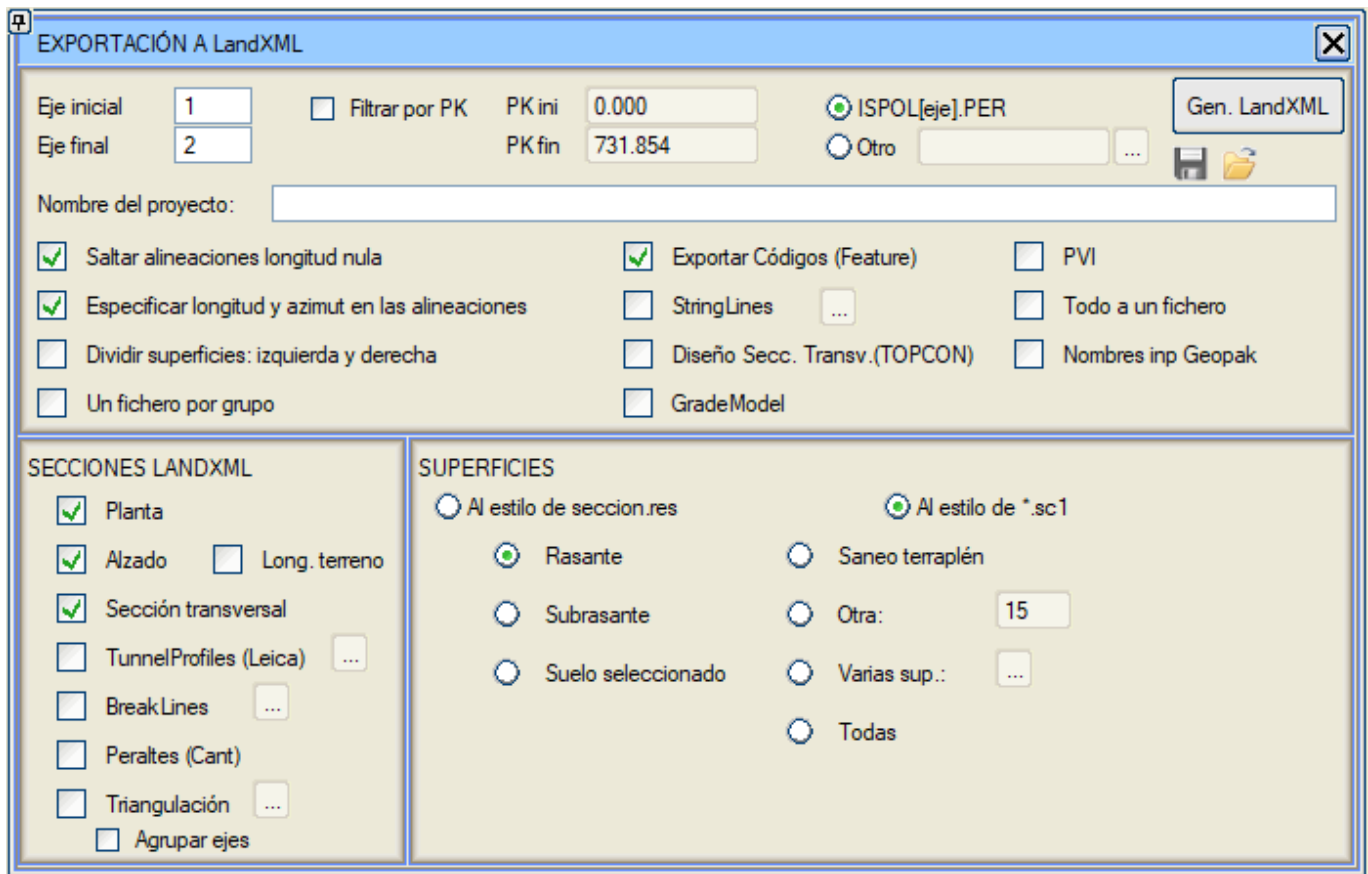 EXPORTACIÓN A LandXML
Eje inicial 1 Filtrar por PK PK ini 0.000 ISPOL[eje].PER Gen. LandXML
Eje final 2 PK fin 731.854 Otro ...
Nombre del proyecto:
Saltar alineaciones longitud nula Exportar Códigos (Feature) PVI
Especificar longitud y azimut en las alineaciones StringLines ... Todo a un fichero
Dividir superficies: izquierda y derecha Diseño Secc. Transv.(TOPCON) Nombres inp Geopak
Un fichero por grupo GradeModel
SECCIONES LANDXML
Planta
Alzado Long. terreno
Sección transversal
TunnelProfiles (Leica) ...
BreakLines ...
Peraltes (Cant)
Triangulación ...
Agrupar ejes
SUPERFICIES
Al estilo de seccion.res Al estilo de *.sc1
Rasante Saneo terraplén
Subrasante Otra: 15
Suelo seleccionado Varias sup.: ...
Todas